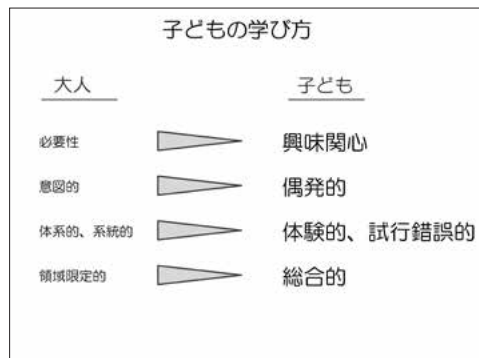 子どもの学び方
大人 子ども
必要性 興味関心
意図的 偶発的
体系的、系統的 体験的、試行錯誤的
領域限定的 総合的